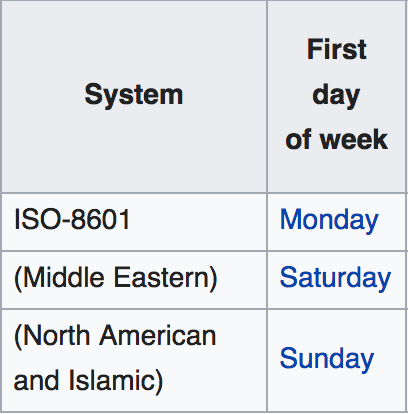 System
First
day
of week
ISO-8601
Monday
(Middle Eastern)
Saturday
(North American
and Islamic)
Sunday